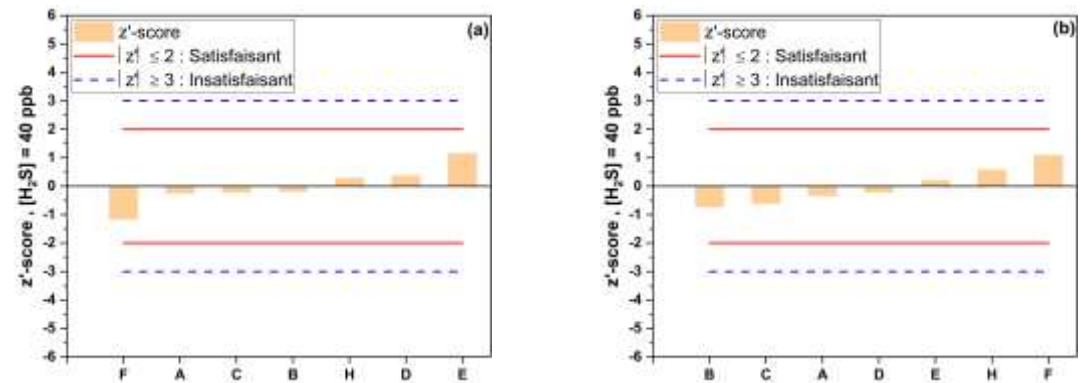 z'-score , [H₂S] = 40 ppb
6
5
4
3
2
1
0
-1
-2
-3
-4
-5
-6
z'-score
|z'| ≤ 2 : Satisfaisant
|z'| ≥ 3 : Insatisfaisant
(a)
F A C B H D E
z'-score , [H₂S] = 40 ppb
6
5
4
3
2
1
0
-1
-2
-3
-4
-5
-6
z'-score
|z'| ≤ 2 : Satisfaisant
|z'| ≥ 3 : Insatisfaisant
(b)
B C A D E H F